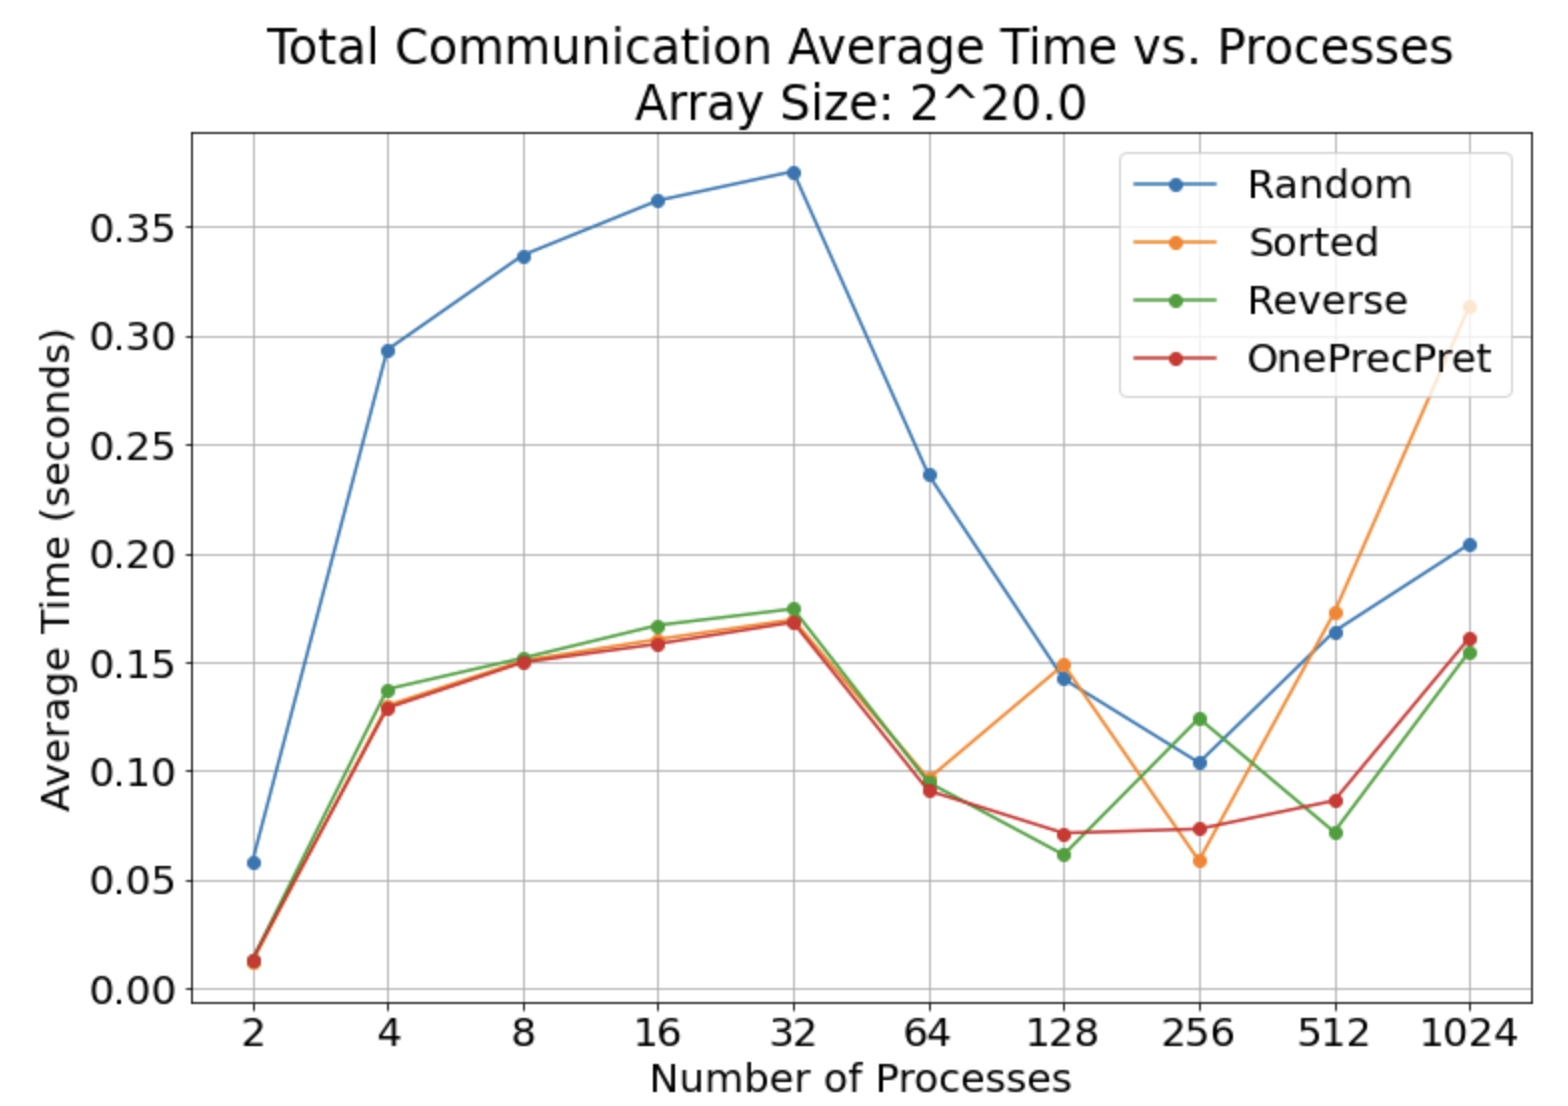 Total Communication Average Time vs. Processes
Array Size: 2^20.0
Average Time (seconds)
0.35
0.30
0.25
0.20
0.15
0.10
0.05
0.00
Random
Sorted
Reverse
OnePrecPret
2 4 8 16 32 64 128 256 512 1024
Number of Processes